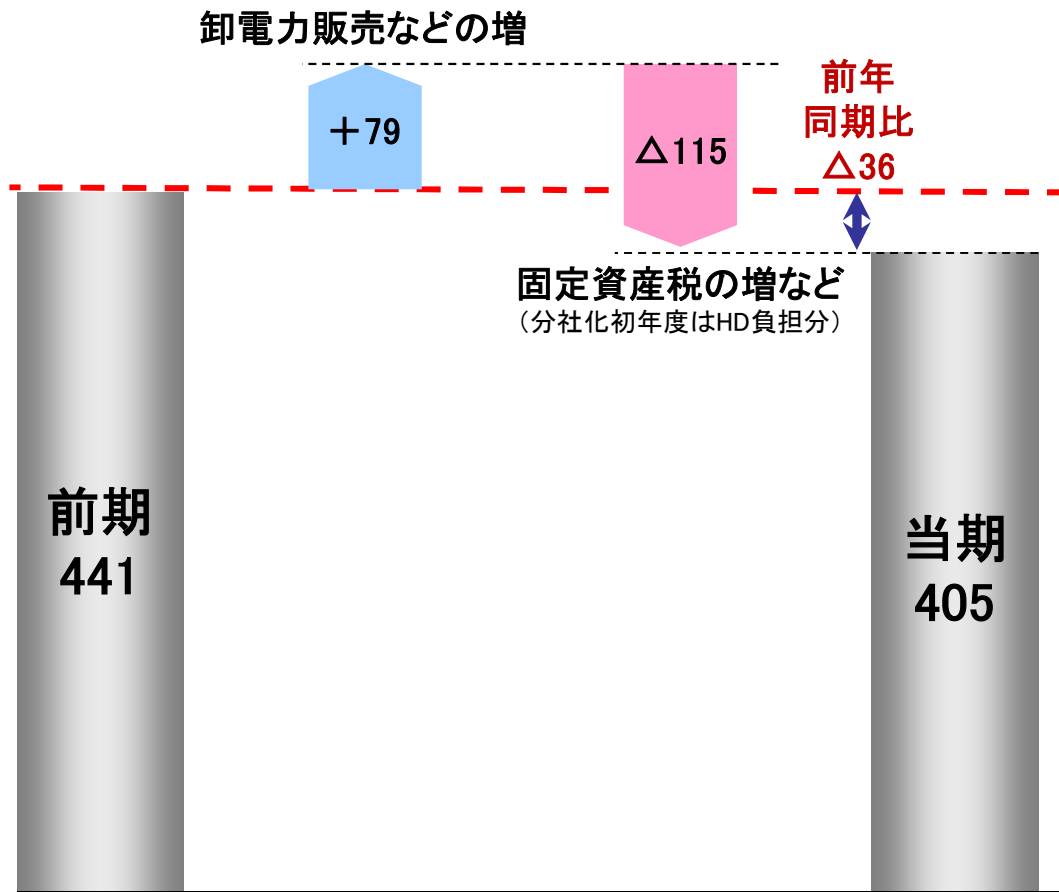 卸電力販売などの増
+79
△115
前年
同期比
△36
固定資産税の増など
（分社化初年度はHD負担分）
前期
441
当期
405